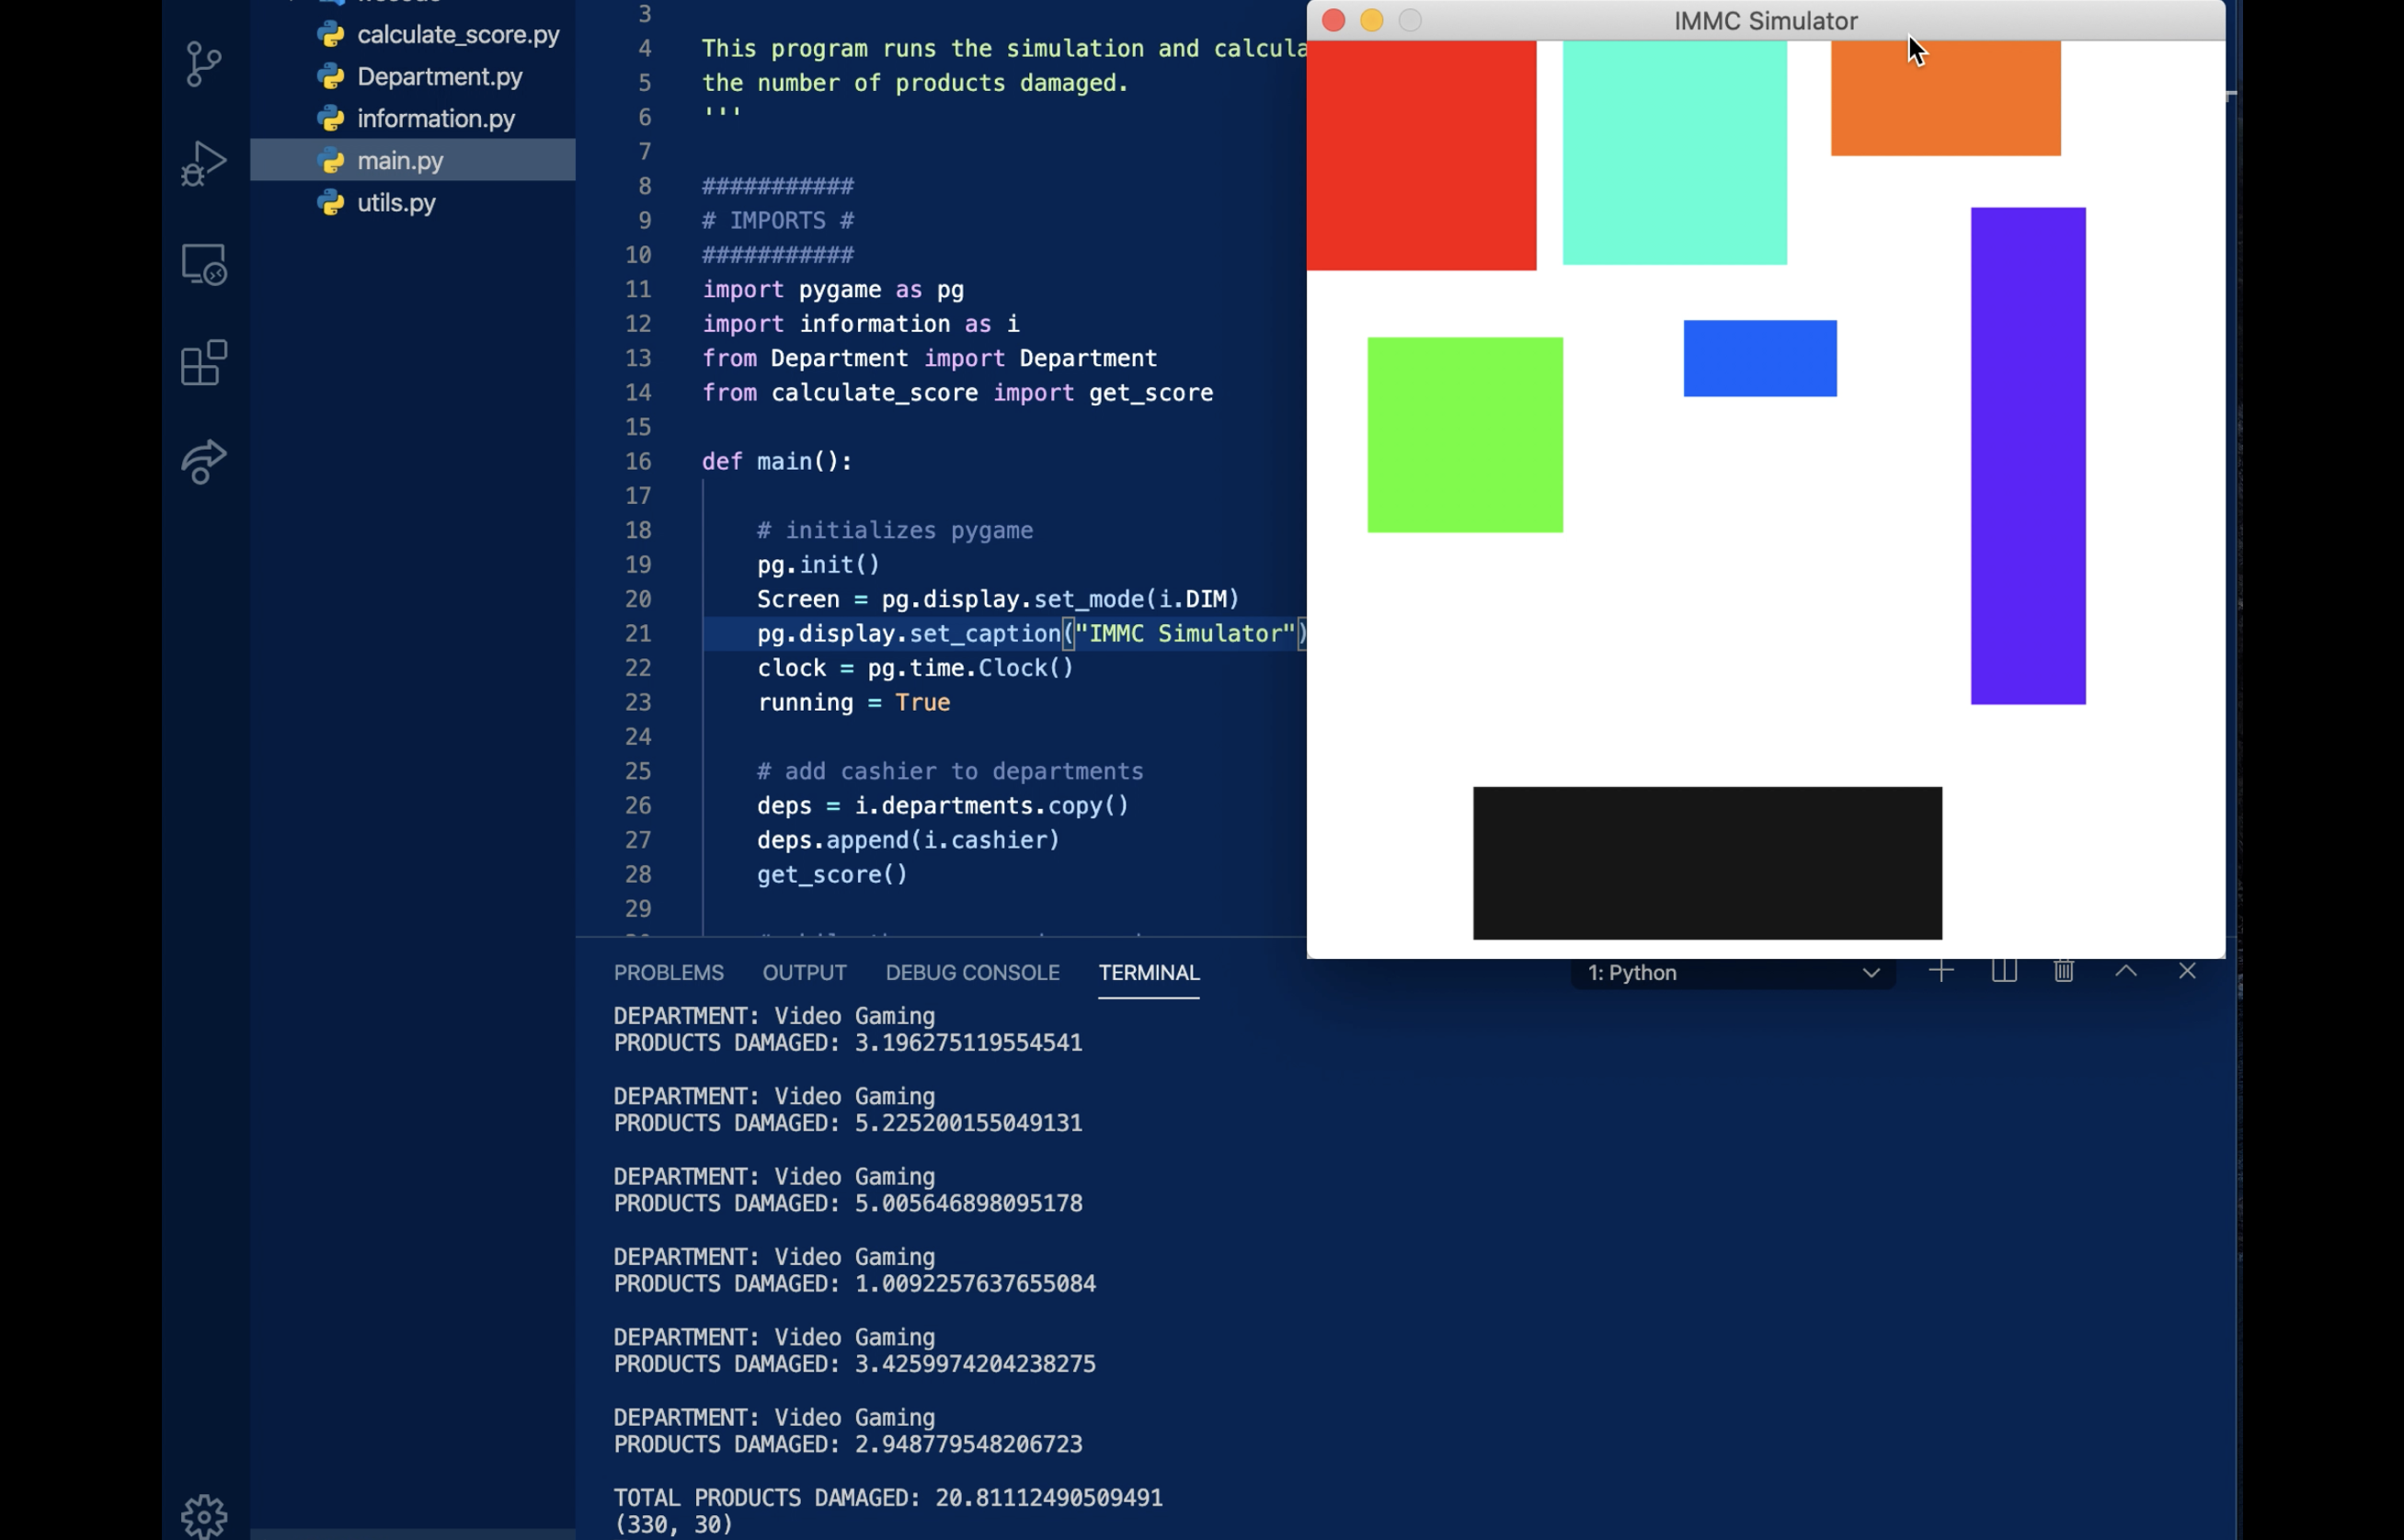 calculate_score.py
Department.py
information.py
main.py
utils.py
3
4 This program runs the simulation and calcula
5 the number of products damaged.
6 '''
7
8 ###########
9 # IMPORTS #
10 ###########
11 import pygame as pg
12 import information as i
13 from Department import Department
14 from calculate_score import get_score
15
16 def main():
17
18 # initializes pygame
19 pg.init()
20 Screen = pg.display.set_mode(i.DIM)
21 pg.display.set_caption("IMMC Simulator")
22 clock = pg.time.Clock()
23 running = True
24
25 # add cashier to departments
26 deps = i.departments.copy()
27 deps.append(i.cashier)
28 get_score()
29
IMMC Simulator
PROBLEMS OUTPUT DEBUG CONSOLE TERMINAL 1: Python
DEPARTMENT: Video Gaming
PRODUCTS DAMAGED: 3.196275119554541
DEPARTMENT: Video Gaming
PRODUCTS DAMAGED: 5.225200155049131
DEPARTMENT: Video Gaming
PRODUCTS DAMAGED: 5.005646898095178
DEPARTMENT: Video Gaming
PRODUCTS DAMAGED: 1.0092257637655084
DEPARTMENT: Video Gaming
PRODUCTS DAMAGED: 3.4259974204238275
DEPARTMENT: Video Gaming
PRODUCTS DAMAGED: 2.948779548206723
TOTAL PRODUCTS DAMAGED: 20.81112490509491
(330, 30)